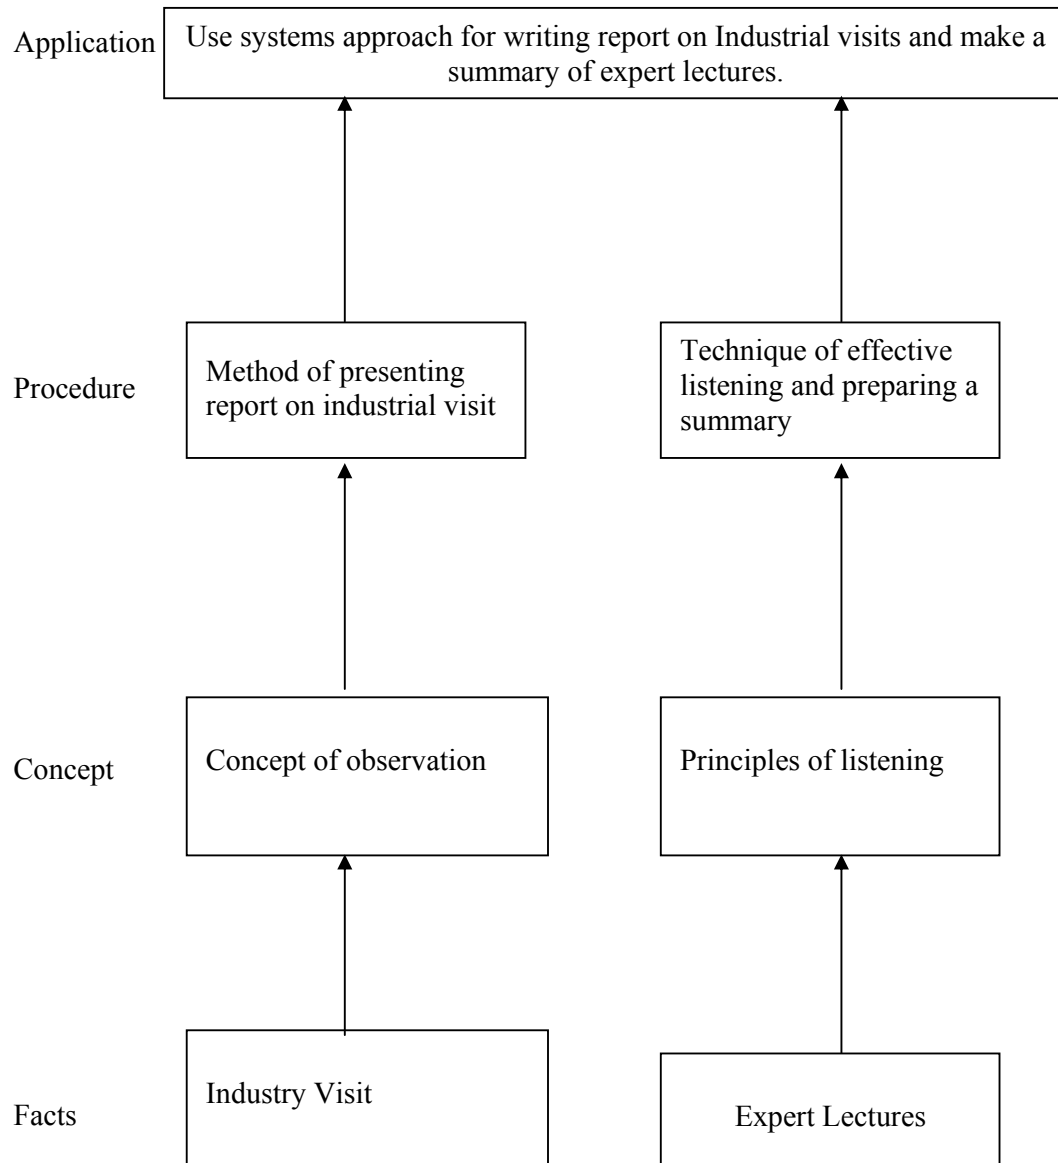 Application
Use systems approach for writing report on Industrial visits and make a
summary of expert lectures.
Procedure
Method of presenting
report on industrial visit
Technique of effective
listening and preparing a
summary
Concept
Concept of observation
Principles of listening
Facts
Industry Visit
Expert Lectures